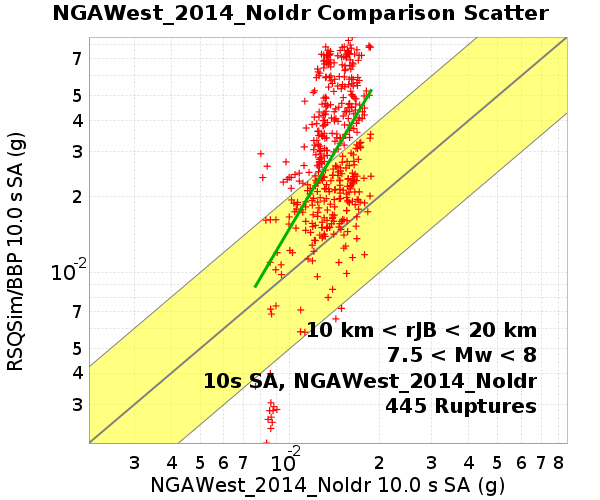 NGAWest_2014_NoIdr Comparison Scatter
RSQSim/BBP 10.0 s SA (g)
7
5
4
3
2
10-2
7
5
4
3
10 km < rJB < 20 km
7.5 < Mw < 8
10s SA, NGAWest_2014_NoIdr
445 Ruptures
3 4 5 6 7 10-2 2 3 4 5 6 7 8
NGAWest_2014_NoIdr 10.0 s SA (g)